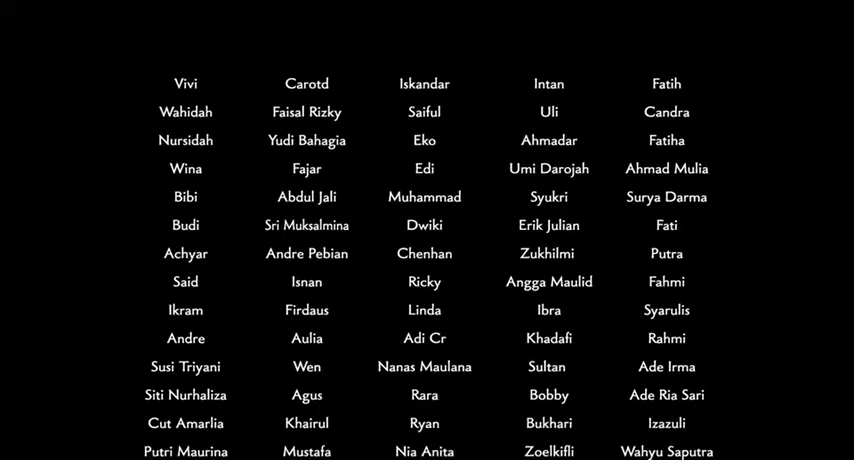 Vivi Carotd Iskandar Intan Fatih
Wahidah Faisal Rizky Saiful Uli Candra
Nursidah Yudi Bahagia Eko Ahmadar Fatiha
Wina Fajar Edi Umi Darojah Ahmad Mulia
Bibi Abdul Jali Muhammad Syukri Surya Darma
Budi Sri Muksalmina Dwiki Erik Julian Fati
Achyar Andre Pebian Chenhan Zukhilmi Putra
Said Isnan Ricky Angga Maulid Fahmi
Ikram Firdaus Linda Ibra Syarulis
Andre Aulia Adi Cr Khadafi Rahmi
Susi Triyani Wen Nanas Maulana Sultan Ade Irma
Siti Nurhaliza Agus Rara Bobby Ade Ria Sari
Cut Amarlia Khairul Ryan Bukhari Izazuli
Putri Maurina Mustafa Nia Anita Zoelkifli Wahyu Saputra